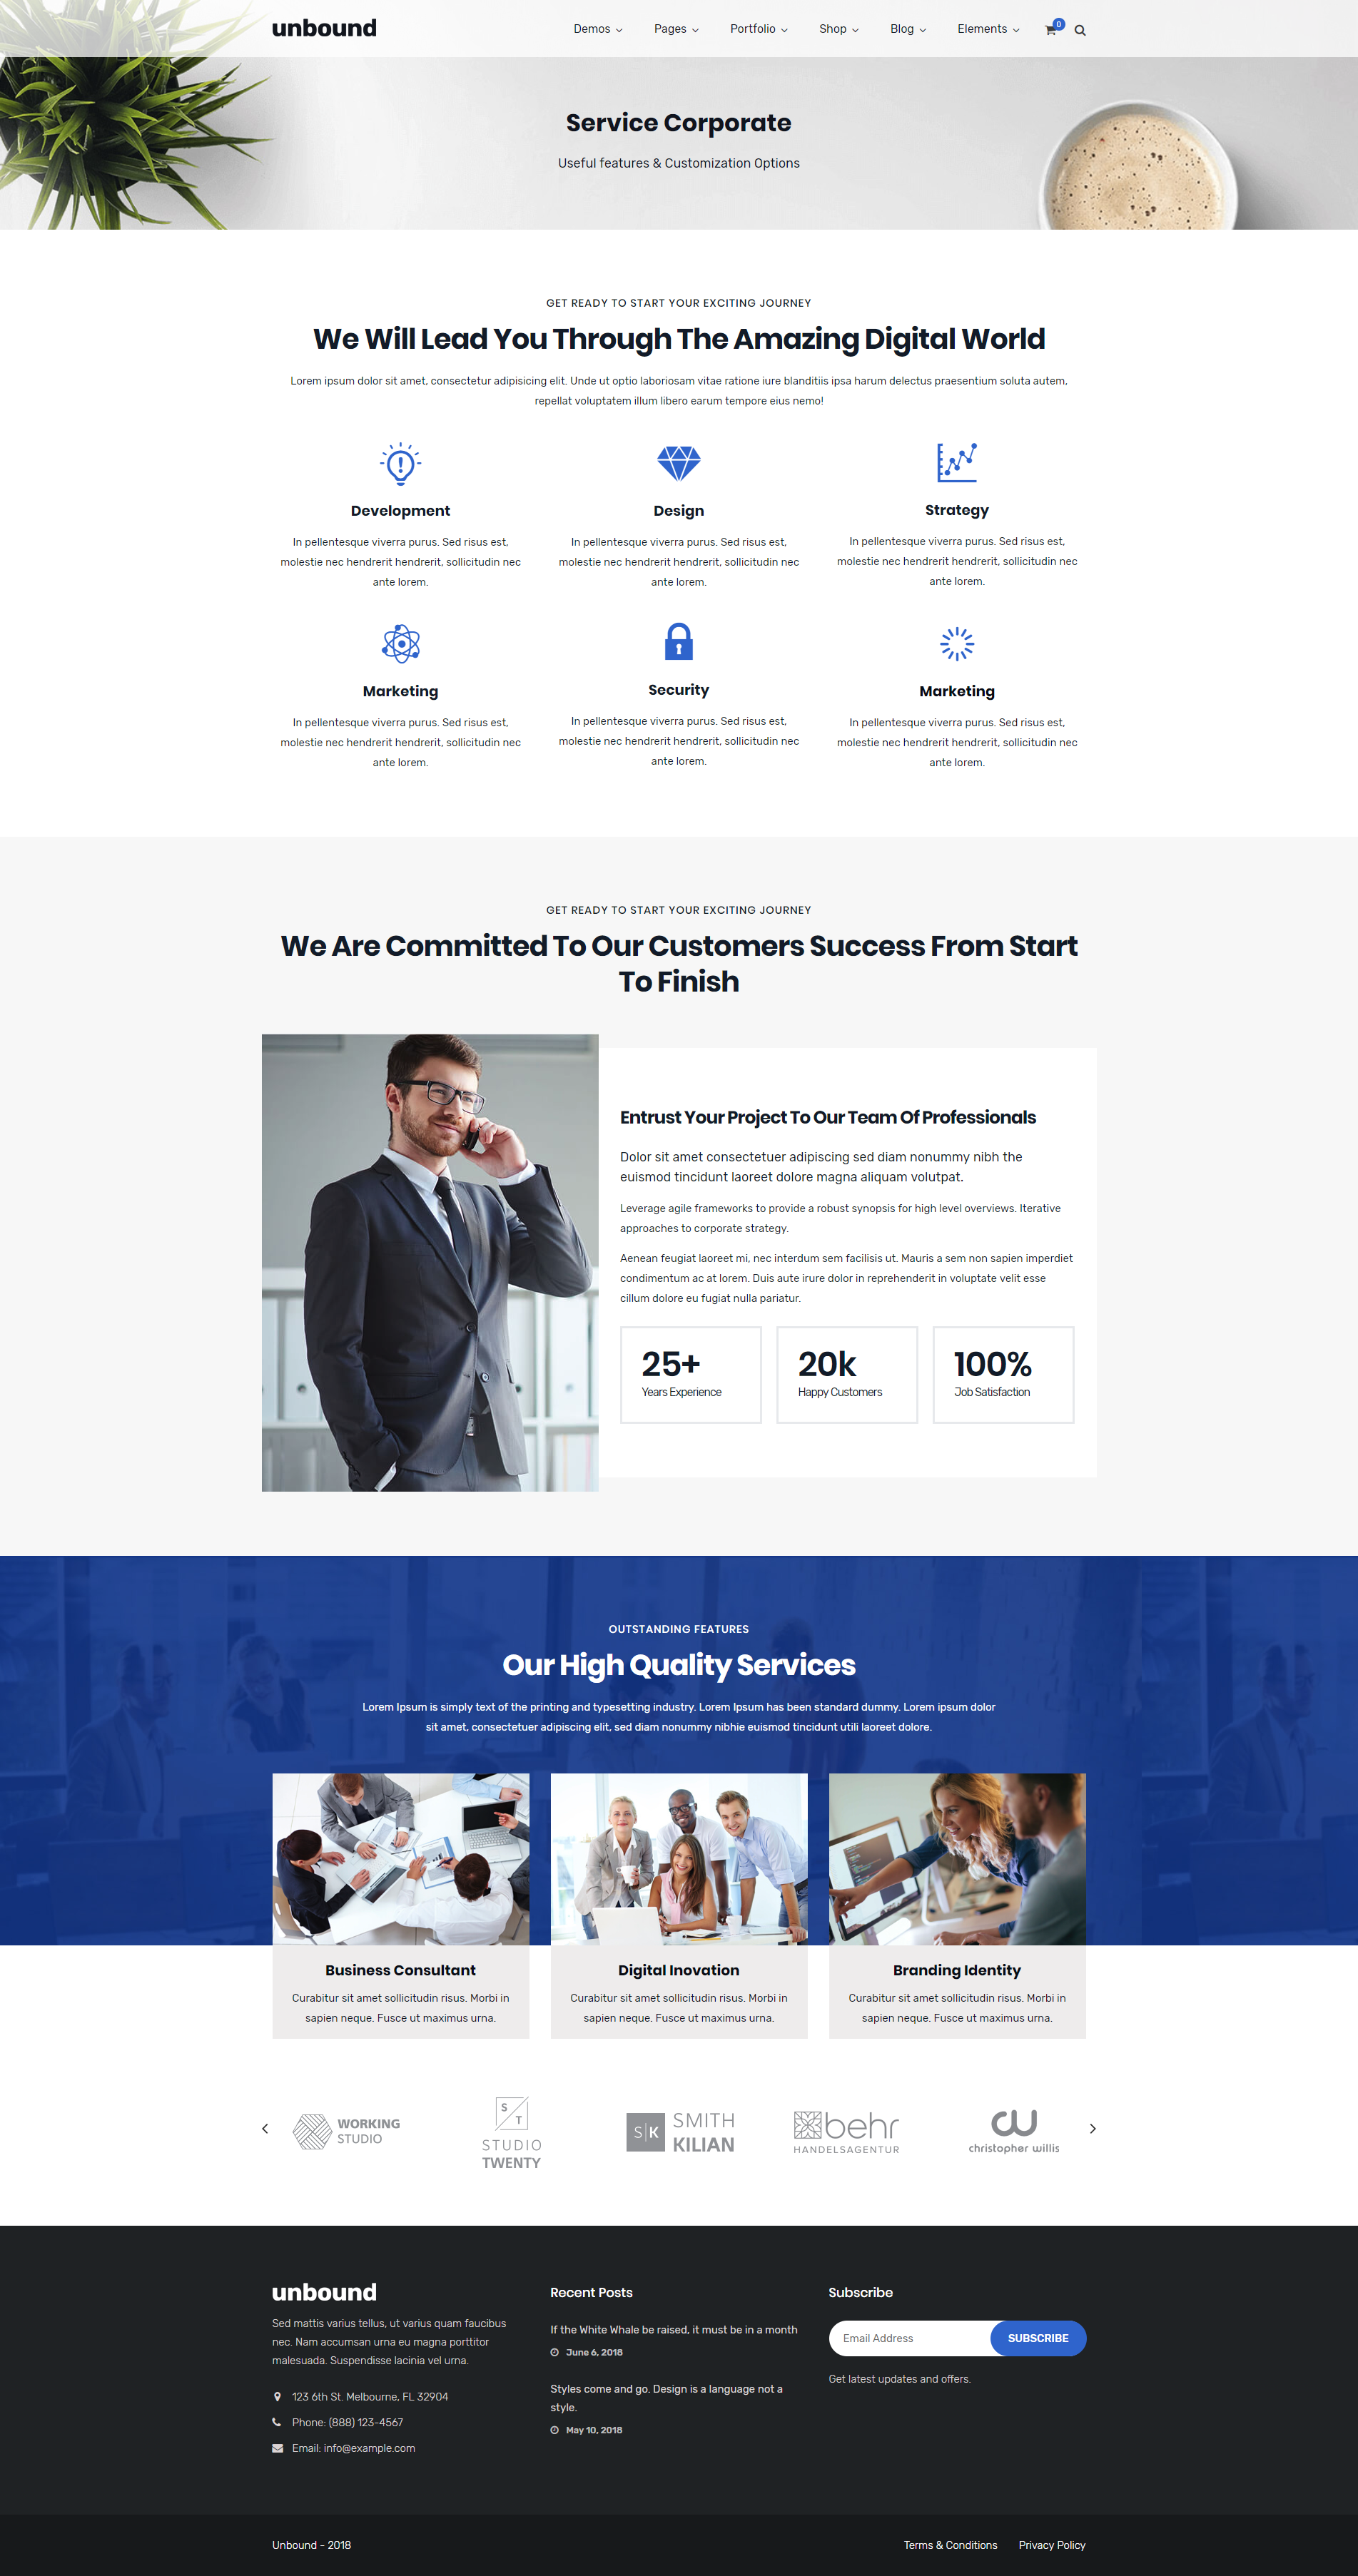 unbound
Demos Pages Portfolio Shop Blog Elements 0
Service Corporate
Useful features & Customization Options
GET READY TO START YOUR EXCITING JOURNEY
We Will Lead You Through The Amazing Digital World
Lorem ipsum dolor sit amet, consectetur adipisicing elit. Unde ut optio laboriosam vitae ratione iure blanditiis ipsa harum delectus praesentium soluta autem,
repellat voluptatem illum libero earum tempore eius nemo!
Development
In pellentesque viverra purus. Sed risus est,
molestie nec hendrerit hendrerit, sollicitudin nec
ante lorem.
Design
In pellentesque viverra purus. Sed risus est,
molestie nec hendrerit hendrerit, sollicitudin nec
ante lorem.
Strategy
In pellentesque viverra purus. Sed risus est,
molestie nec hendrerit hendrerit, sollicitudin nec
ante lorem.
Marketing
In pellentesque viverra purus. Sed risus est,
molestie nec hendrerit hendrerit, sollicitudin nec
ante lorem.
Security
In pellentesque viverra purus. Sed risus est,
molestie nec hendrerit hendrerit, sollicitudin nec
ante lorem.
Marketing
In pellentesque viverra purus. Sed risus est,
molestie nec hendrerit hendrerit, sollicitudin nec
ante lorem.
GET READY TO START YOUR EXCITING JOURNEY
We Are Committed To Our Customers Success From Start
To Finish
Entrust Your Project To Our Team Of Professionals
Dolor sit amet consectetuer adipiscing sed diam nonummy nibh the
euismod tincidunt laoreet dolore magna aliquam volutpat.
Leverage agile frameworks to provide a robust synopsis for high level overviews. Iterative
approaches to corporate strategy.
Aenean feugiat laoreet mi, nec interdum sem facilisis ut. Mauris a sem non sapien imperdiet
condimentum ac at lorem. Duis aute irure dolor in reprehenderit in voluptate velit esse
cillum dolore eu fugiat nulla pariatur.
25+
Years Experience
20k
Happy Customers
100%
Job Satisfaction
OUTSTANDING FEATURES
Our High Quality Services
Lorem Ipsum is simply text of the printing and typesetting industry. Lorem Ipsum has been standard dummy. Lorem ipsum dolor
sit amet, consectetuer adipiscing elit, sed diam nonummy nibhie euismod tincidunt utili laoreet dolore.
Business Consultant
Curabitur sit amet sollicitudin risus. Morbi in
sapien neque. Fusce ut maximus urna.
Digital Inovation
Curabitur sit amet sollicitudin risus. Morbi in
sapien neque. Fusce ut maximus urna.
Branding Identity
Curabitur sit amet sollicitudin risus. Morbi in
sapien neque. Fusce ut maximus urna.
WORKING
STUDIO
S
T
STUDIO
TWENTY
S|K
SMITH
KILIAN
behr
HANDELSAGENTUR
cw
christopher willis
unbound
Sed mattis varius tellus, ut varius quam faucibus
nec. Nam accumsan urna eu magna porttitor
malesuada. Suspendisse lacinia vel urna.
123 6th St. Melbourne, FL 32904
Phone: (888) 123-4567
Email: info@example.com
Recent Posts
If the White Whale be raised, it must be in a month
June 6, 2018
Styles come and go. Design is a language not a
style.
May 10, 2018
Subscribe
Email Address SUBSCRIBE
Get latest updates and offers.
Unbound - 2018
Terms & Conditions Privacy Policy